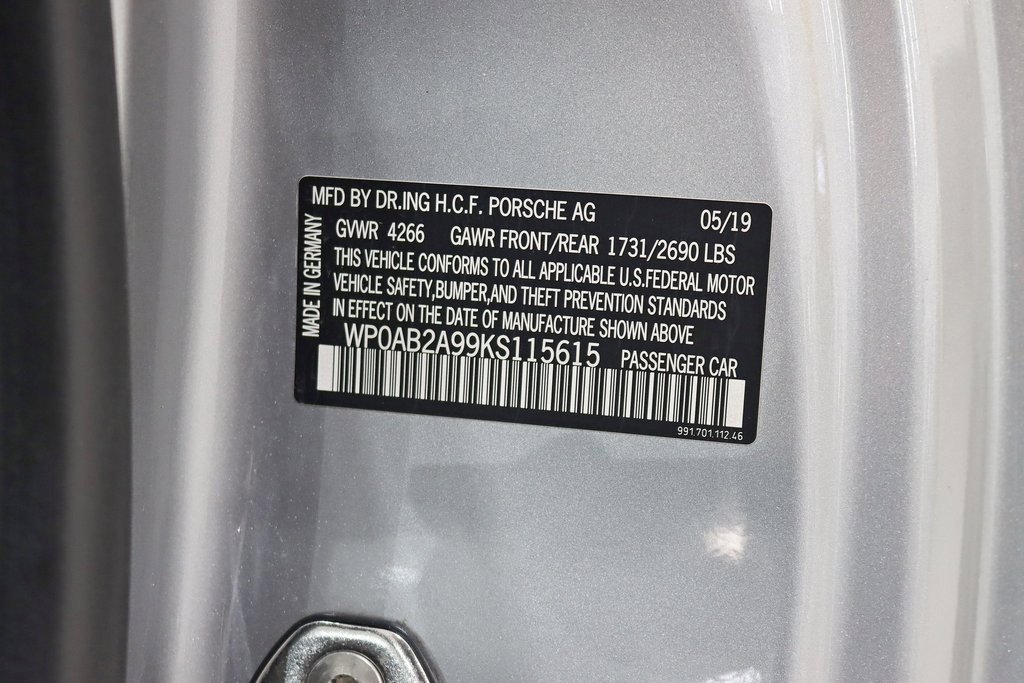 MFD BY DR.ING H.C.F. PORSCHE AG 05/19
GVWR 4266 GAWR FRONT/REAR 1731/2690 LBS
THIS VEHICLE CONFORMS TO ALL APPLICABLE U.S.FEDERAL MOTOR
VEHICLE SAFETY,BUMPER,AND THEFT PREVENTION STANDARDS
IN EFFECT ON THE DATE OF MANUFACTURE SHOWN ABOVE
WP0AB2A99KS115615 PASSENGER CAR
991.701.112.46
MADE IN GERMANY